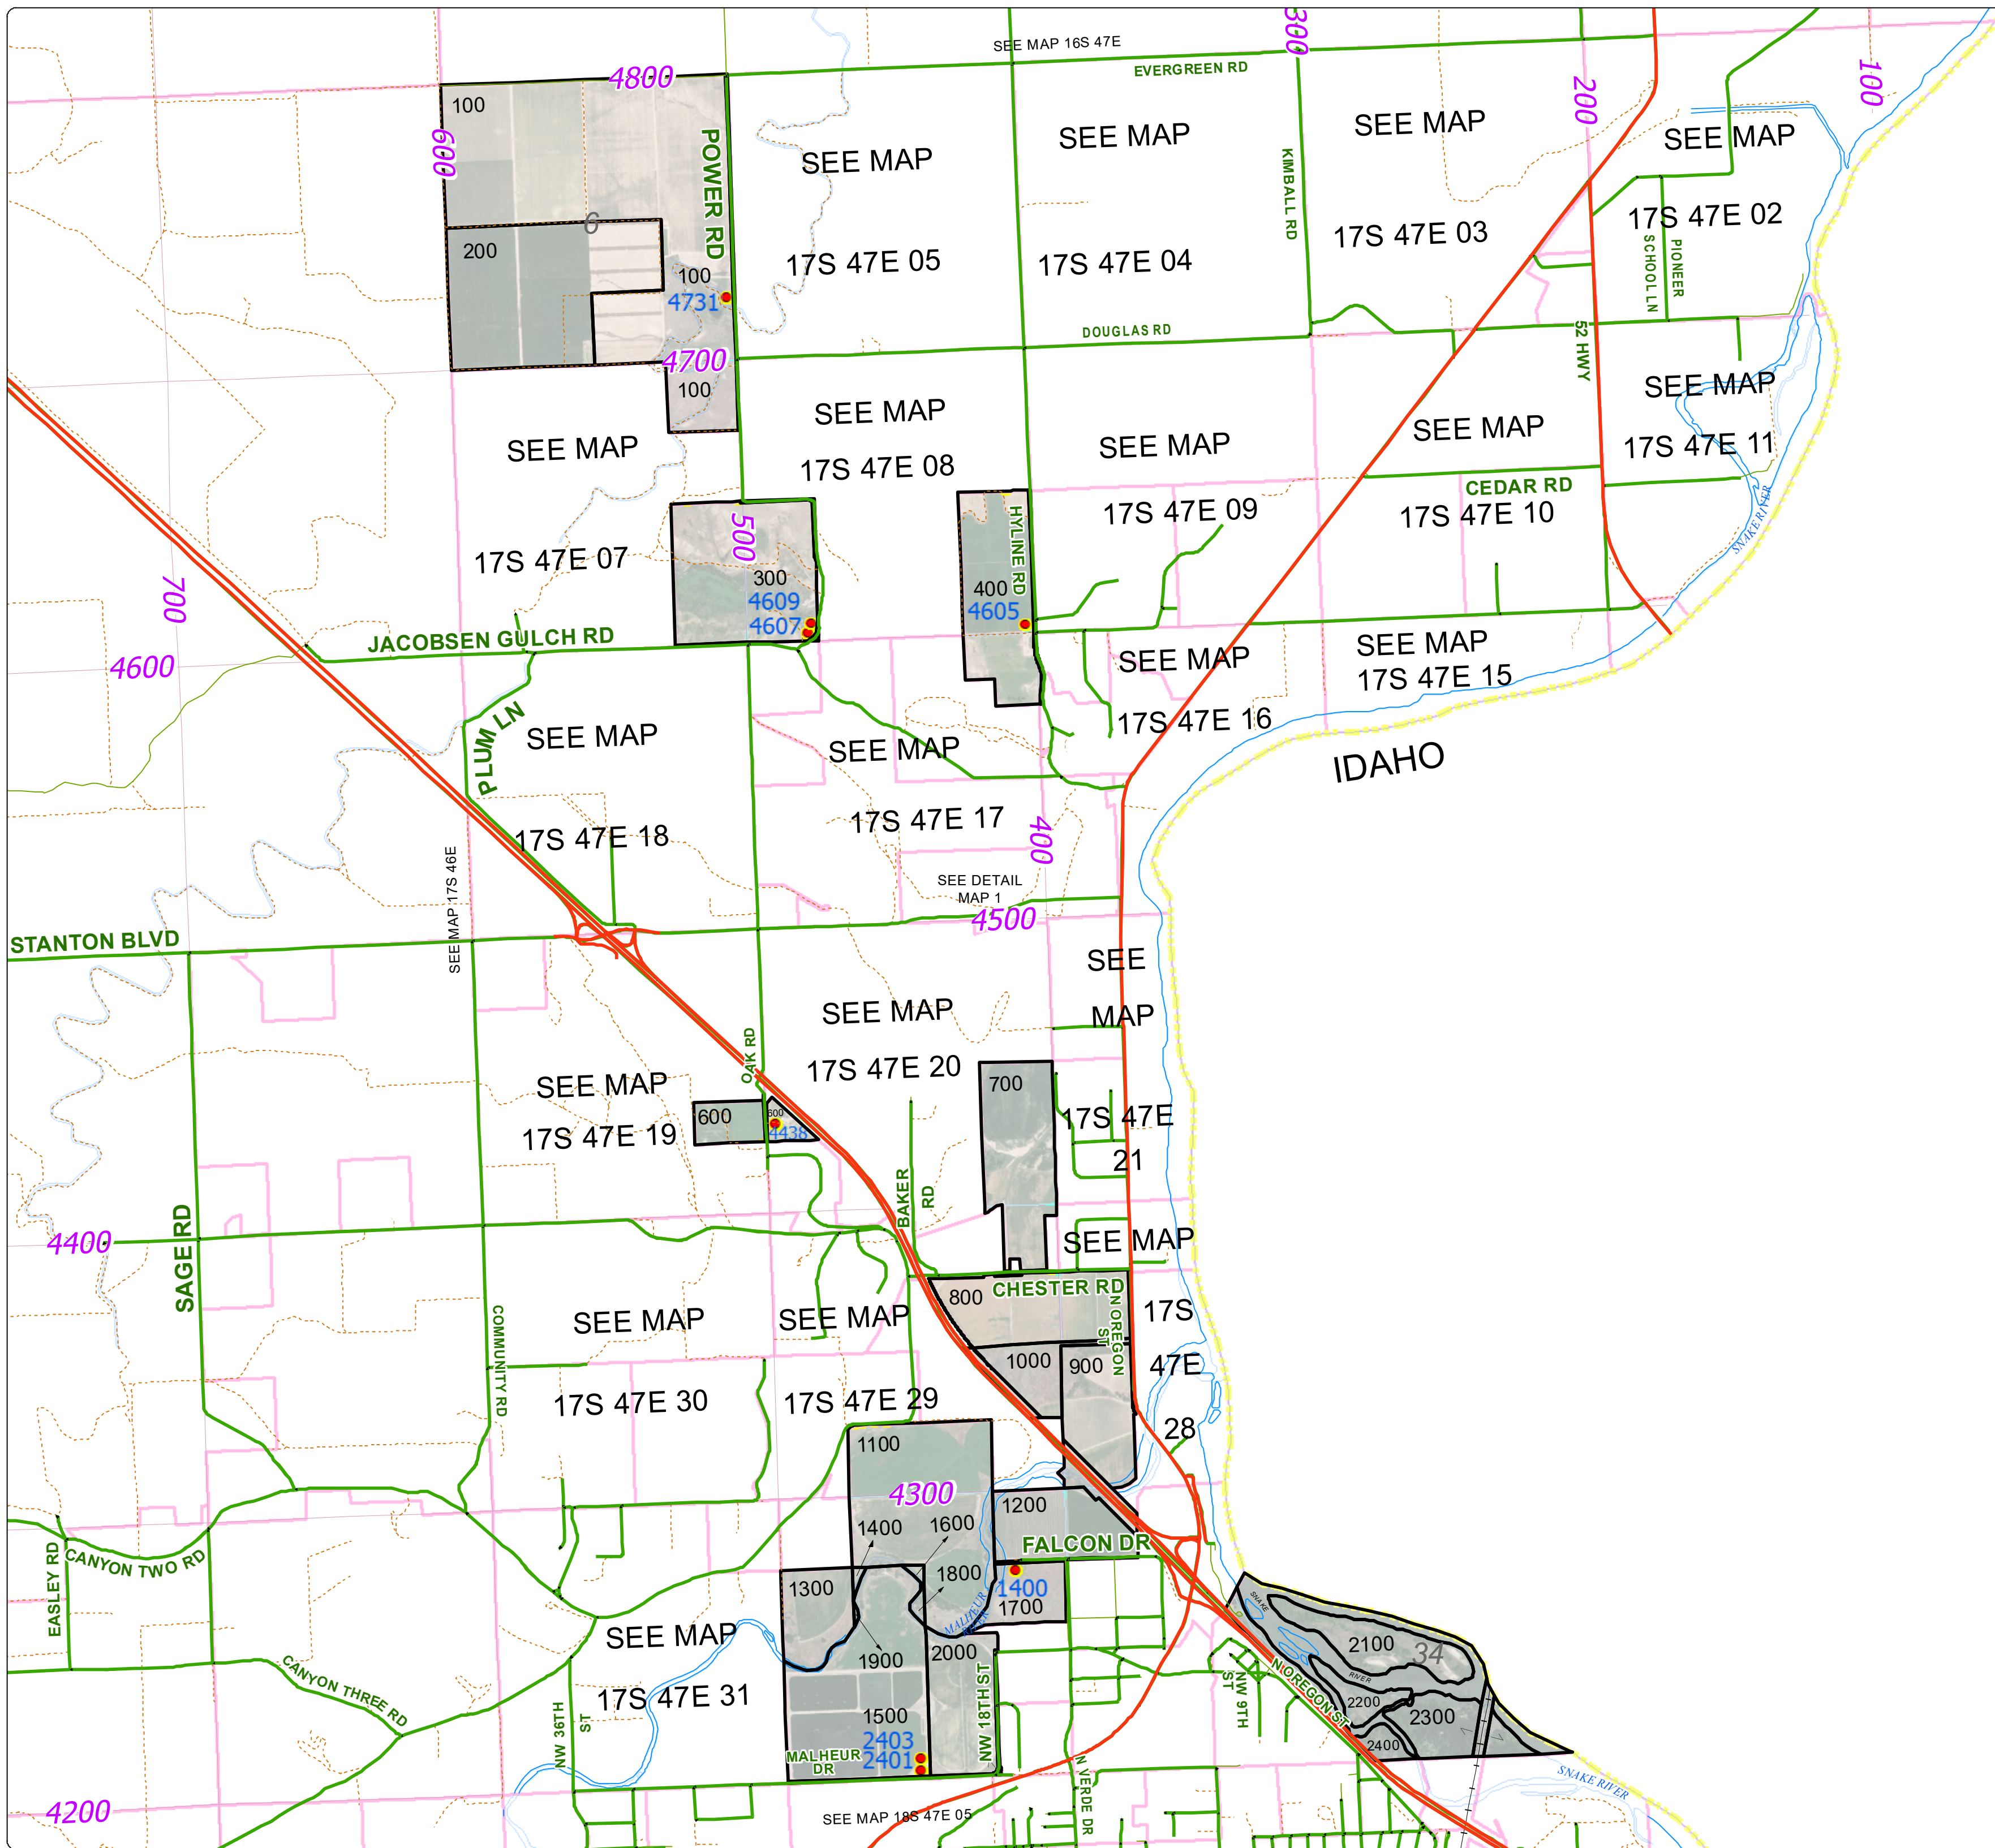 SEE MAP 16S 47E
EVERGREEN RD
4800
300
200
100
600
100
POWER RD
KIMBALL RD
SEE MAP
17S 47E 05
SEE MAP
17S 47E 04
SEE MAP
17S 47E 03
SEE MAP
17S 47E 02
PIONEER
SCHOOL LN
6
200
100
4731
4700
100
DOUGLAS RD
52 HWY
SEE MAP
17S 47E 07
SEE MAP
17S 47E 08
SEE MAP
17S 47E 09
SEE MAP
CEDAR RD
17S 47E 10
SEE MAP
17S 47E 11
SNAKE RIVER
500
300
4609
4607
HYLINE RD
400
4605
700
JACOBSEN GULCH RD
4600
PLUM LN
SEE MAP
17S 47E 18
SEE MAP
17S 47E 17
SEE MAP
17S 47E 16
SEE MAP
17S 47E 15
IDAHO
400
SEE MAP 17S 46E
SEE DETAIL
MAP 1
4500
STANTON BLVD
SEE
MAP
17S 47E
21
SEE MAP
17S 47E 20
OAK RD
SEE MAP
17S 47E 19
600
600
4438
700
BAKER
RD
4400
SAGE RD
SEE MAP
17S
47E
28
CHESTER RD
800
N OREGON
ST
1000
900
COMMUNITY RD
SEE MAP
17S 47E 30
SEE MAP
17S 47E 29
1100
4300
1200
1400
1600
FALCON DR
1300
1800
1400
1700
MALHEUR
RIVER
EASLEY RD
CANYON TWO RD
CANYON THREE RD
SEE MAP
17S 47E 31
NW 36TH
ST
1900
2000
1500
2403
2401
MALHEUR
DR
NW 18TH ST
N VERDE DR
NW 9TH
ST
N OREGON ST
SNAKE
RIVER
2100
34
2200
2300
2400
SNAKE RIVER
4200
SEE MAP 18S 47E 05